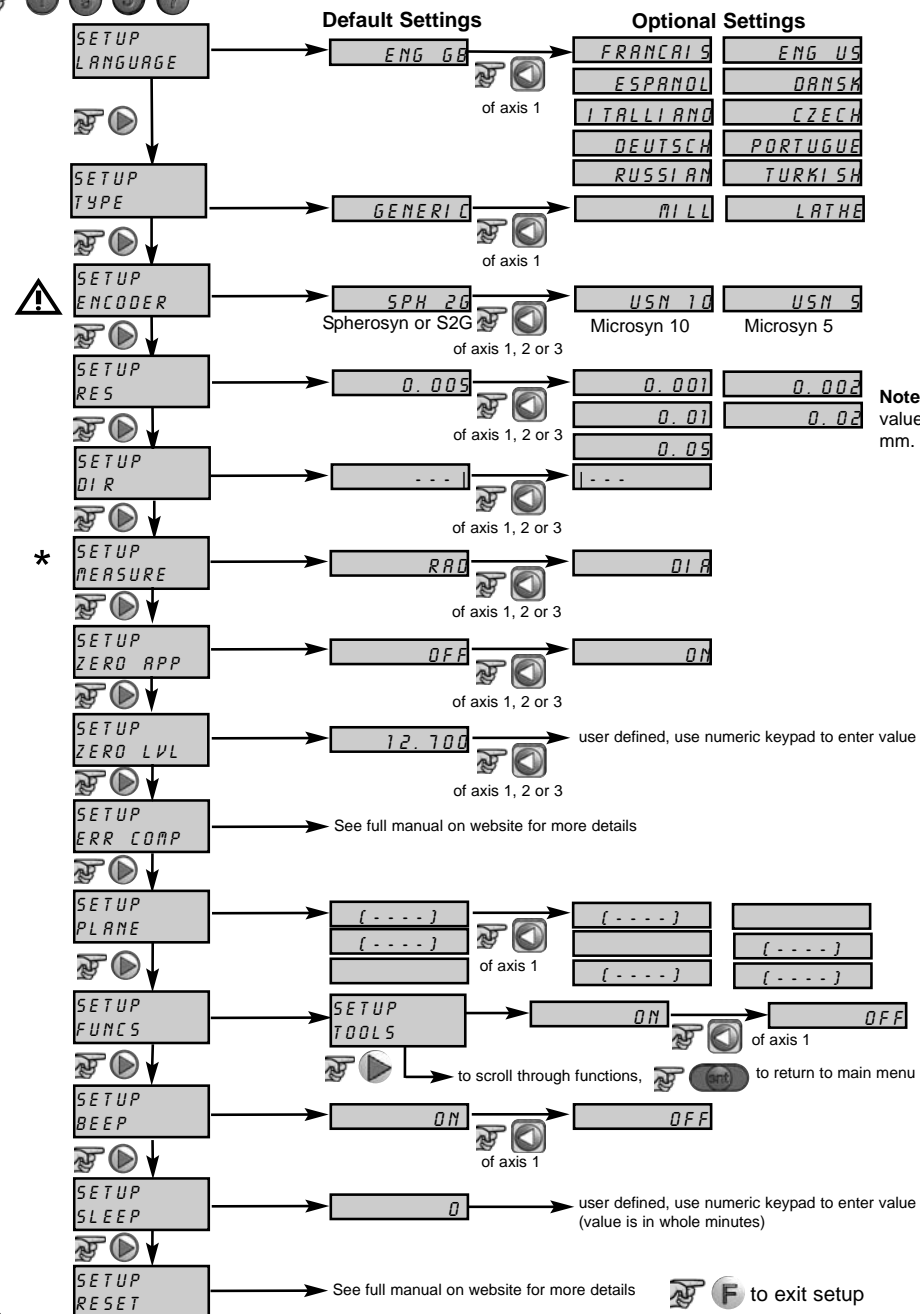 Default Settings
Optional Settings
SETUP
LANGUAGE
ENG GB
FRANCAIS
ENG US
of axis 1
ESPANOL
DANSK
ITALLIANO
CZECH
DEUTSCH
PORTUGUE
RUSSIAN
TURKISH
SETUP
TYPE
GENERIC
MILL
LATHE
of axis 1
SETUP
ENCODER
SPH 2G
USN 10
USN 5
Spherosyn or S2G
Microsyn 10
Microsyn 5
of axis 1, 2 or 3
SETUP
RES
0.005
0.001
0.002
0.01
0.02
0.05
of axis 1, 2 or 3
Note
value
mm.
SETUP
DIR
---|
|---
of axis 1, 2 or 3
*
SETUP
MEASURE
RAD
DIA
of axis 1, 2 or 3
SETUP
ZERO APP
OFF
ON
of axis 1, 2 or 3
SETUP
ZERO LVL
12.700
user defined, use numeric keypad to enter value
of axis 1, 2 or 3
SETUP
ERR COMP
See full manual on website for more details
SETUP
PLANE
(----)
(----)
(----)
(----)
(----)
(----)
of axis 1
SETUP
FUNCS
SETUP
TOOLS
ON
OFF
of axis 1
to scroll through functions,
ent
to return to main menu
SETUP
BEEP
ON
OFF
of axis 1
SETUP
SLEEP
0
user defined, use numeric keypad to enter value
(value is in whole minutes)
SETUP
RESET
See full manual on website for more details
F to exit setup